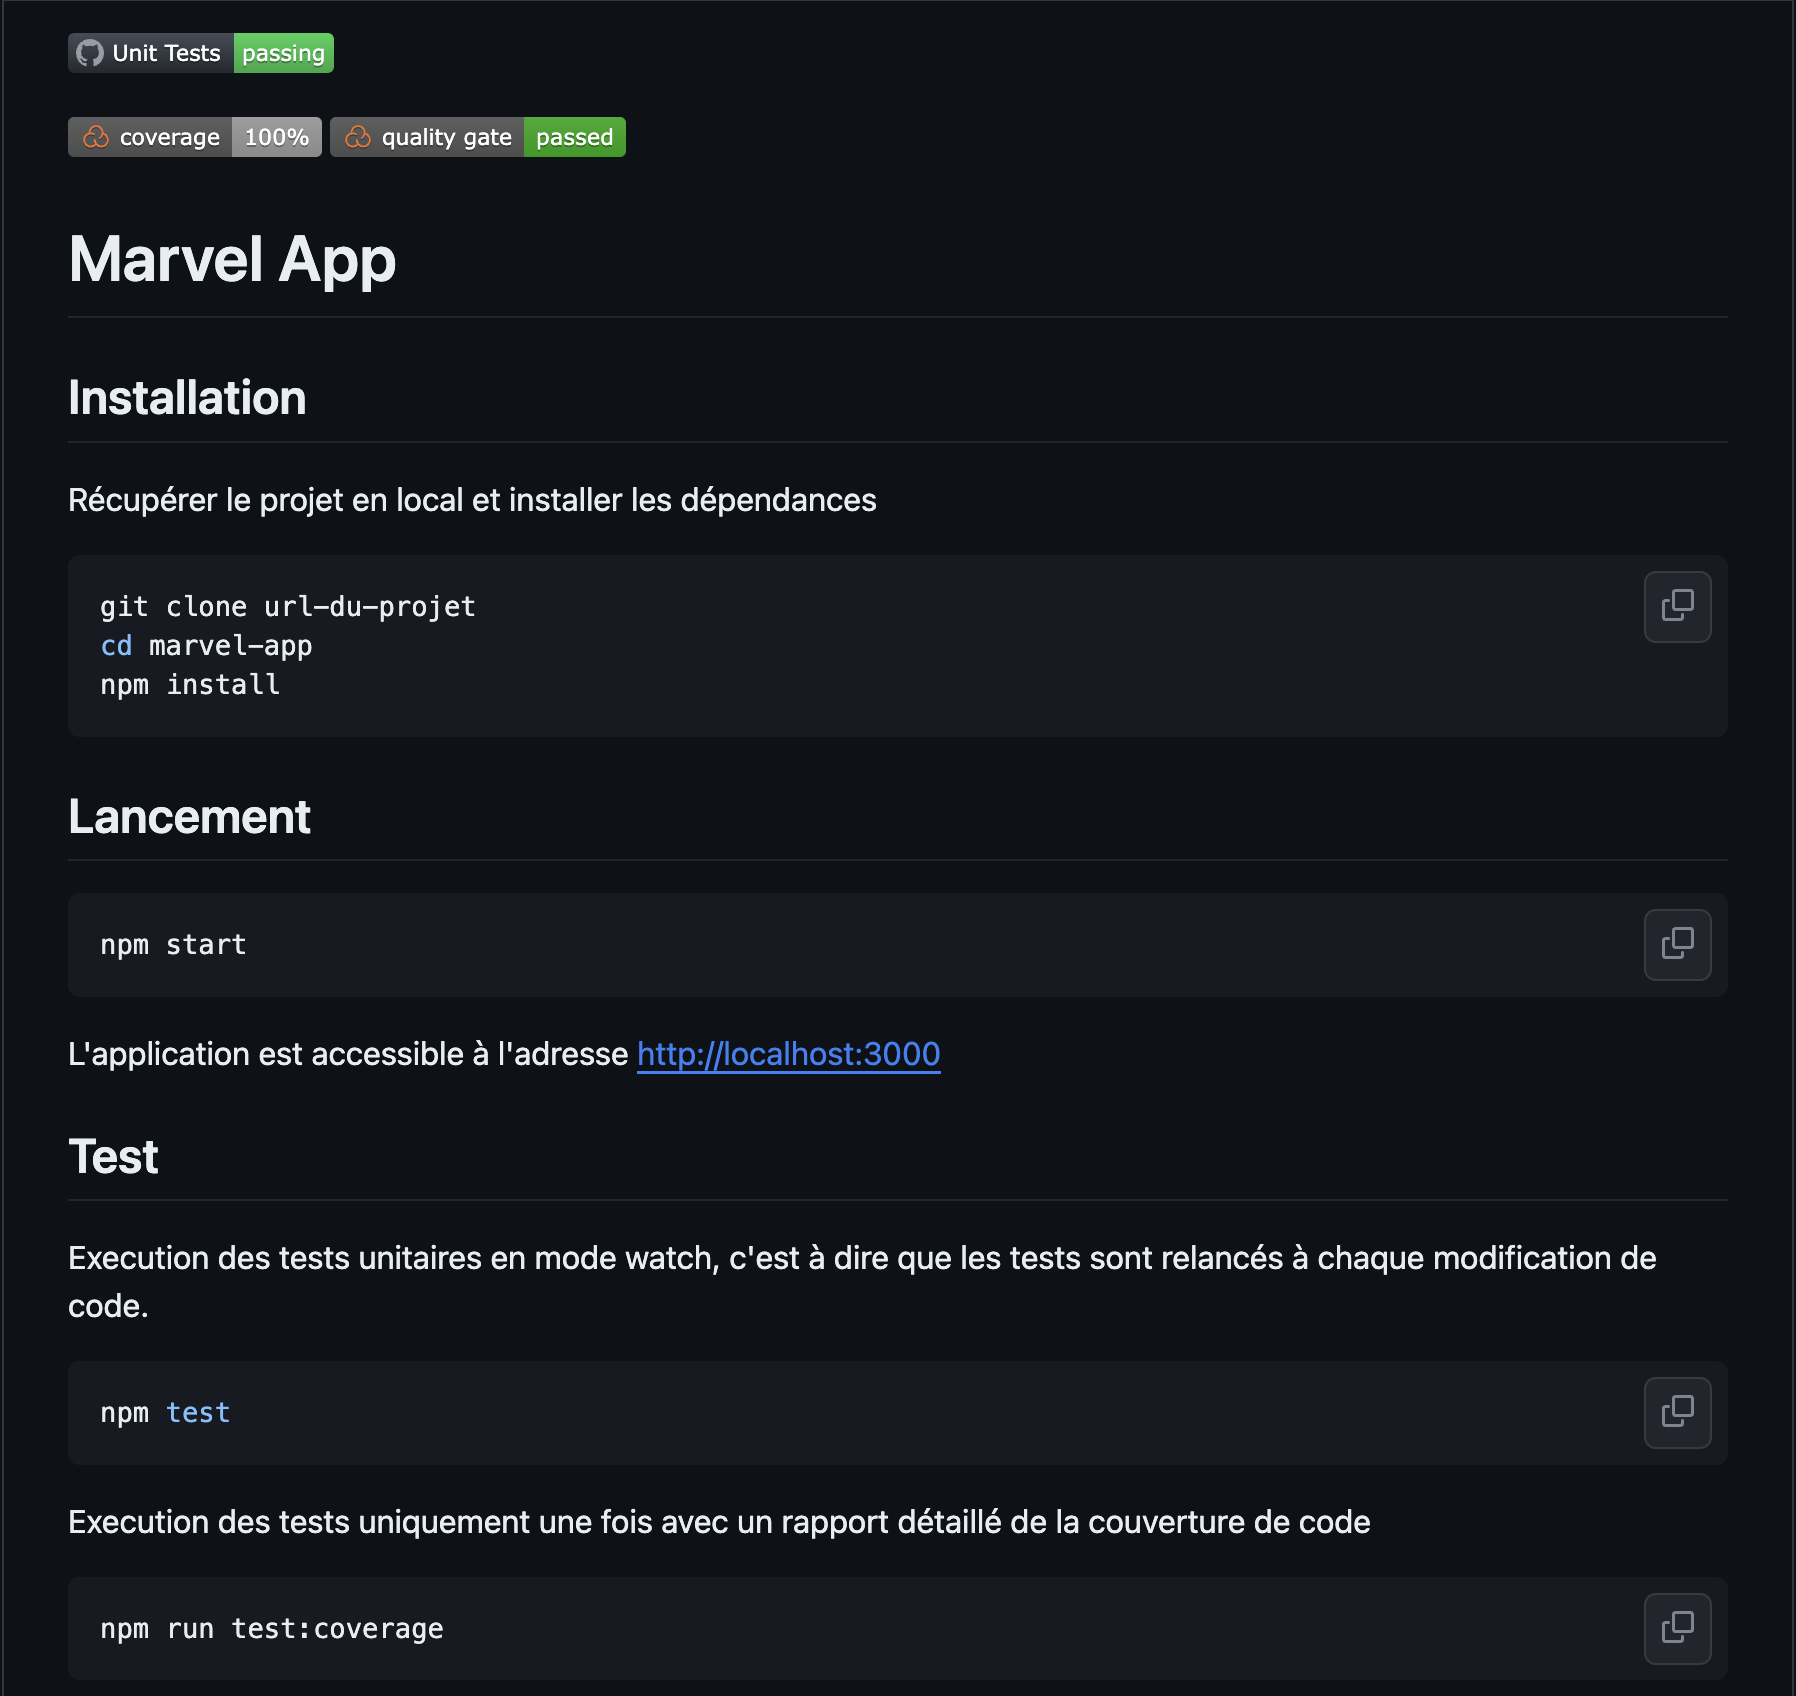 Unit Tests passing
coverage 100% quality gate passed
Marvel App
Installation
Récupérer le projet en local et installer les dépendances
git clone url-du-projet
cd marvel-app
npm install
Lancement
npm start
L'application est accessible à l'adresse http://localhost:3000
Test
Execution des tests unitaires en mode watch, c'est à dire que les tests sont relancés à chaque modification de
code.
npm test
Execution des tests uniquement une fois avec un rapport détaillé de la couverture de code
npm run test:coverage